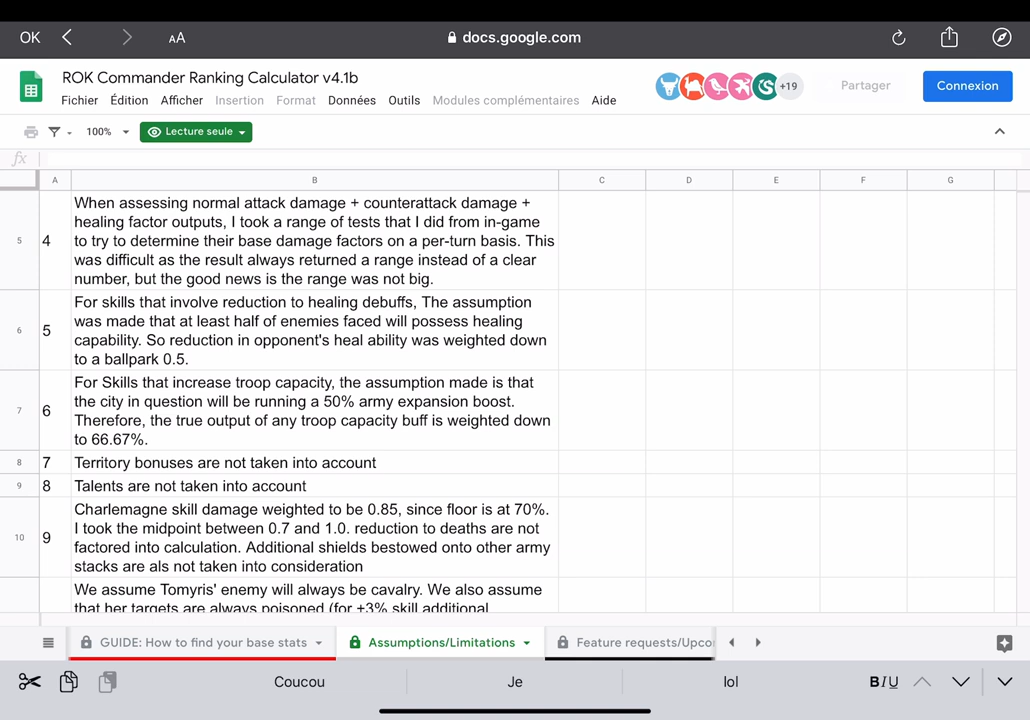 OK
AA
docs.google.com
ROK Commander Ranking Calculator v4.1b
Fichier Édition Afficher Insertion Format Données Outils Modules complémentaires Aide
+19
Partager
Connexion
100%
Lecture seule
fx
A B C D E F G
5
4
When assessing normal attack damage + counterattack damage +
healing factor outputs, I took a range of tests that I did from in-game
to try to determine their base damage factors on a per-turn basis. This
was difficult as the result always returned a range instead of a clear
number, but the good news is the range was not big.
6
5
For skills that involve reduction to healing debuffs, The assumption
was made that at least half of enemies faced will possess healing
capability. So reduction in opponent's heal ability was weighted down
to a ballpark 0.5.
7
6
For Skills that increase troop capacity, the assumption made is that
the city in question will be running a 50% army expansion boost.
Therefore, the true output of any troop capacity buff is weighted down
to 66.67%.
8
7
Territory bonuses are not taken into account
9
8
Talents are not taken into account
10
9
Charlemagne skill damage weighted to be 0.85, since floor is at 70%.
I took the midpoint between 0.7 and 1.0. reduction to deaths are not
factored into calculation. Additional shields bestowed onto other army
stacks are als not taken into consideration
We assume Tomyris' enemy will always be cavalry. We also assume
that her targets are always poisoned (for +3% skill additional
GUIDE: How to find your base stats
Assumptions/Limitations
Feature requests/Upco
Coucou
Je
lol
BIU